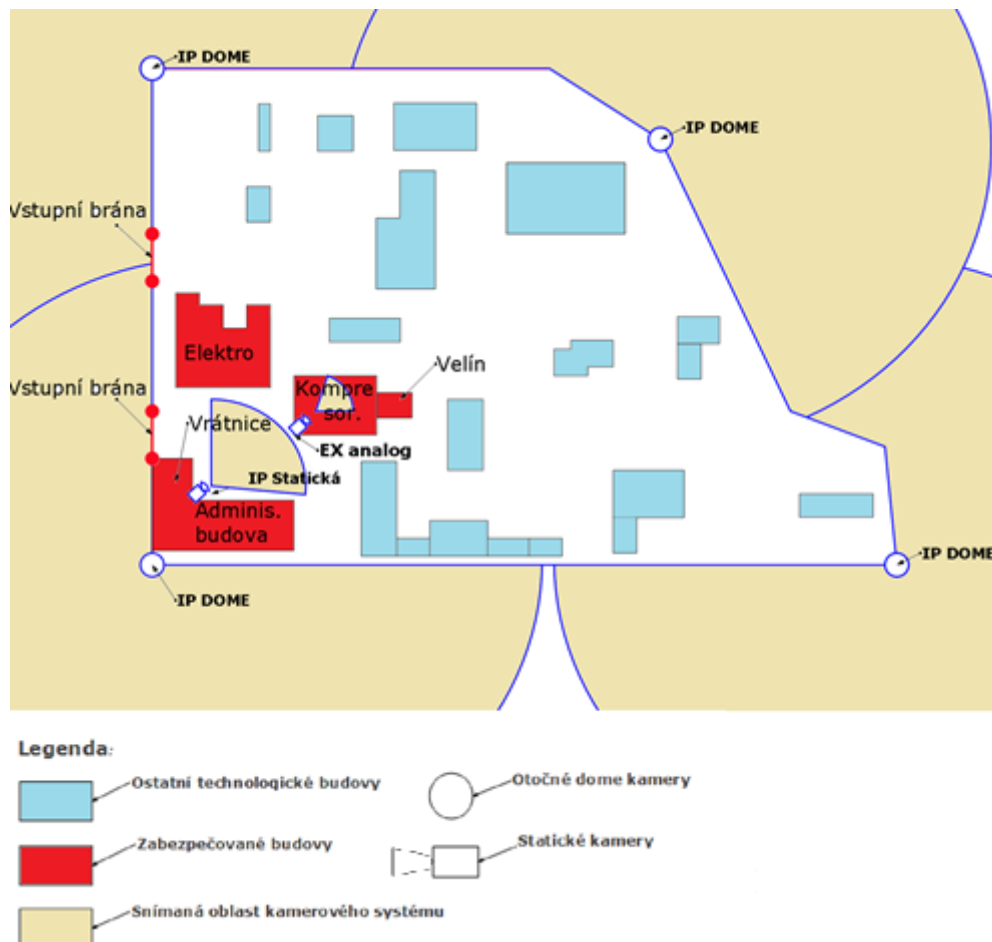 IP DOME
IP DOME
Vstupní brána
Elektro
Velín
Vstupní brána
Kompre
sor.
Vrátnice
EX analog
IP Statická
Adminis.
budova
IP DOME
IP DOME
Legenda:
Ostatní technologické budovy
Otočné dome kamery
Zabezpečované budovy
Statické kamery
Snímaná oblast kamerového systému